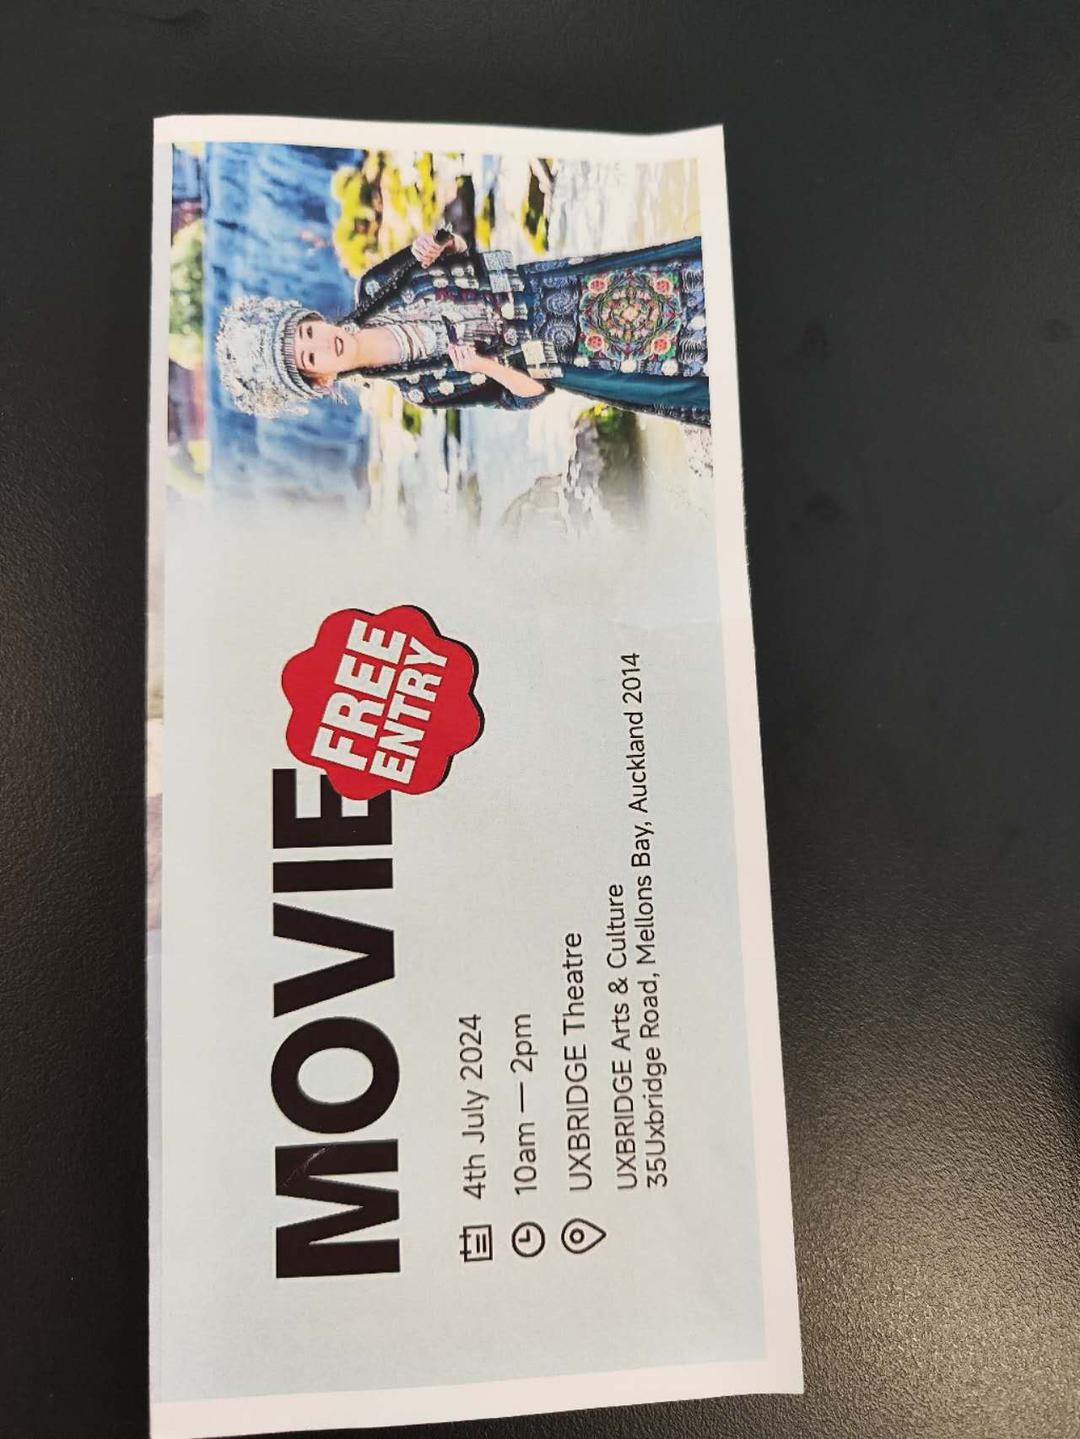 MOVIE
FREE
ENTRY
4th July 2024
10am — 2pm
UXBRIDGE Theatre
UXBRIDGE Arts & Culture
35Uxbridge Road, Mellons Bay, Auckland 2014